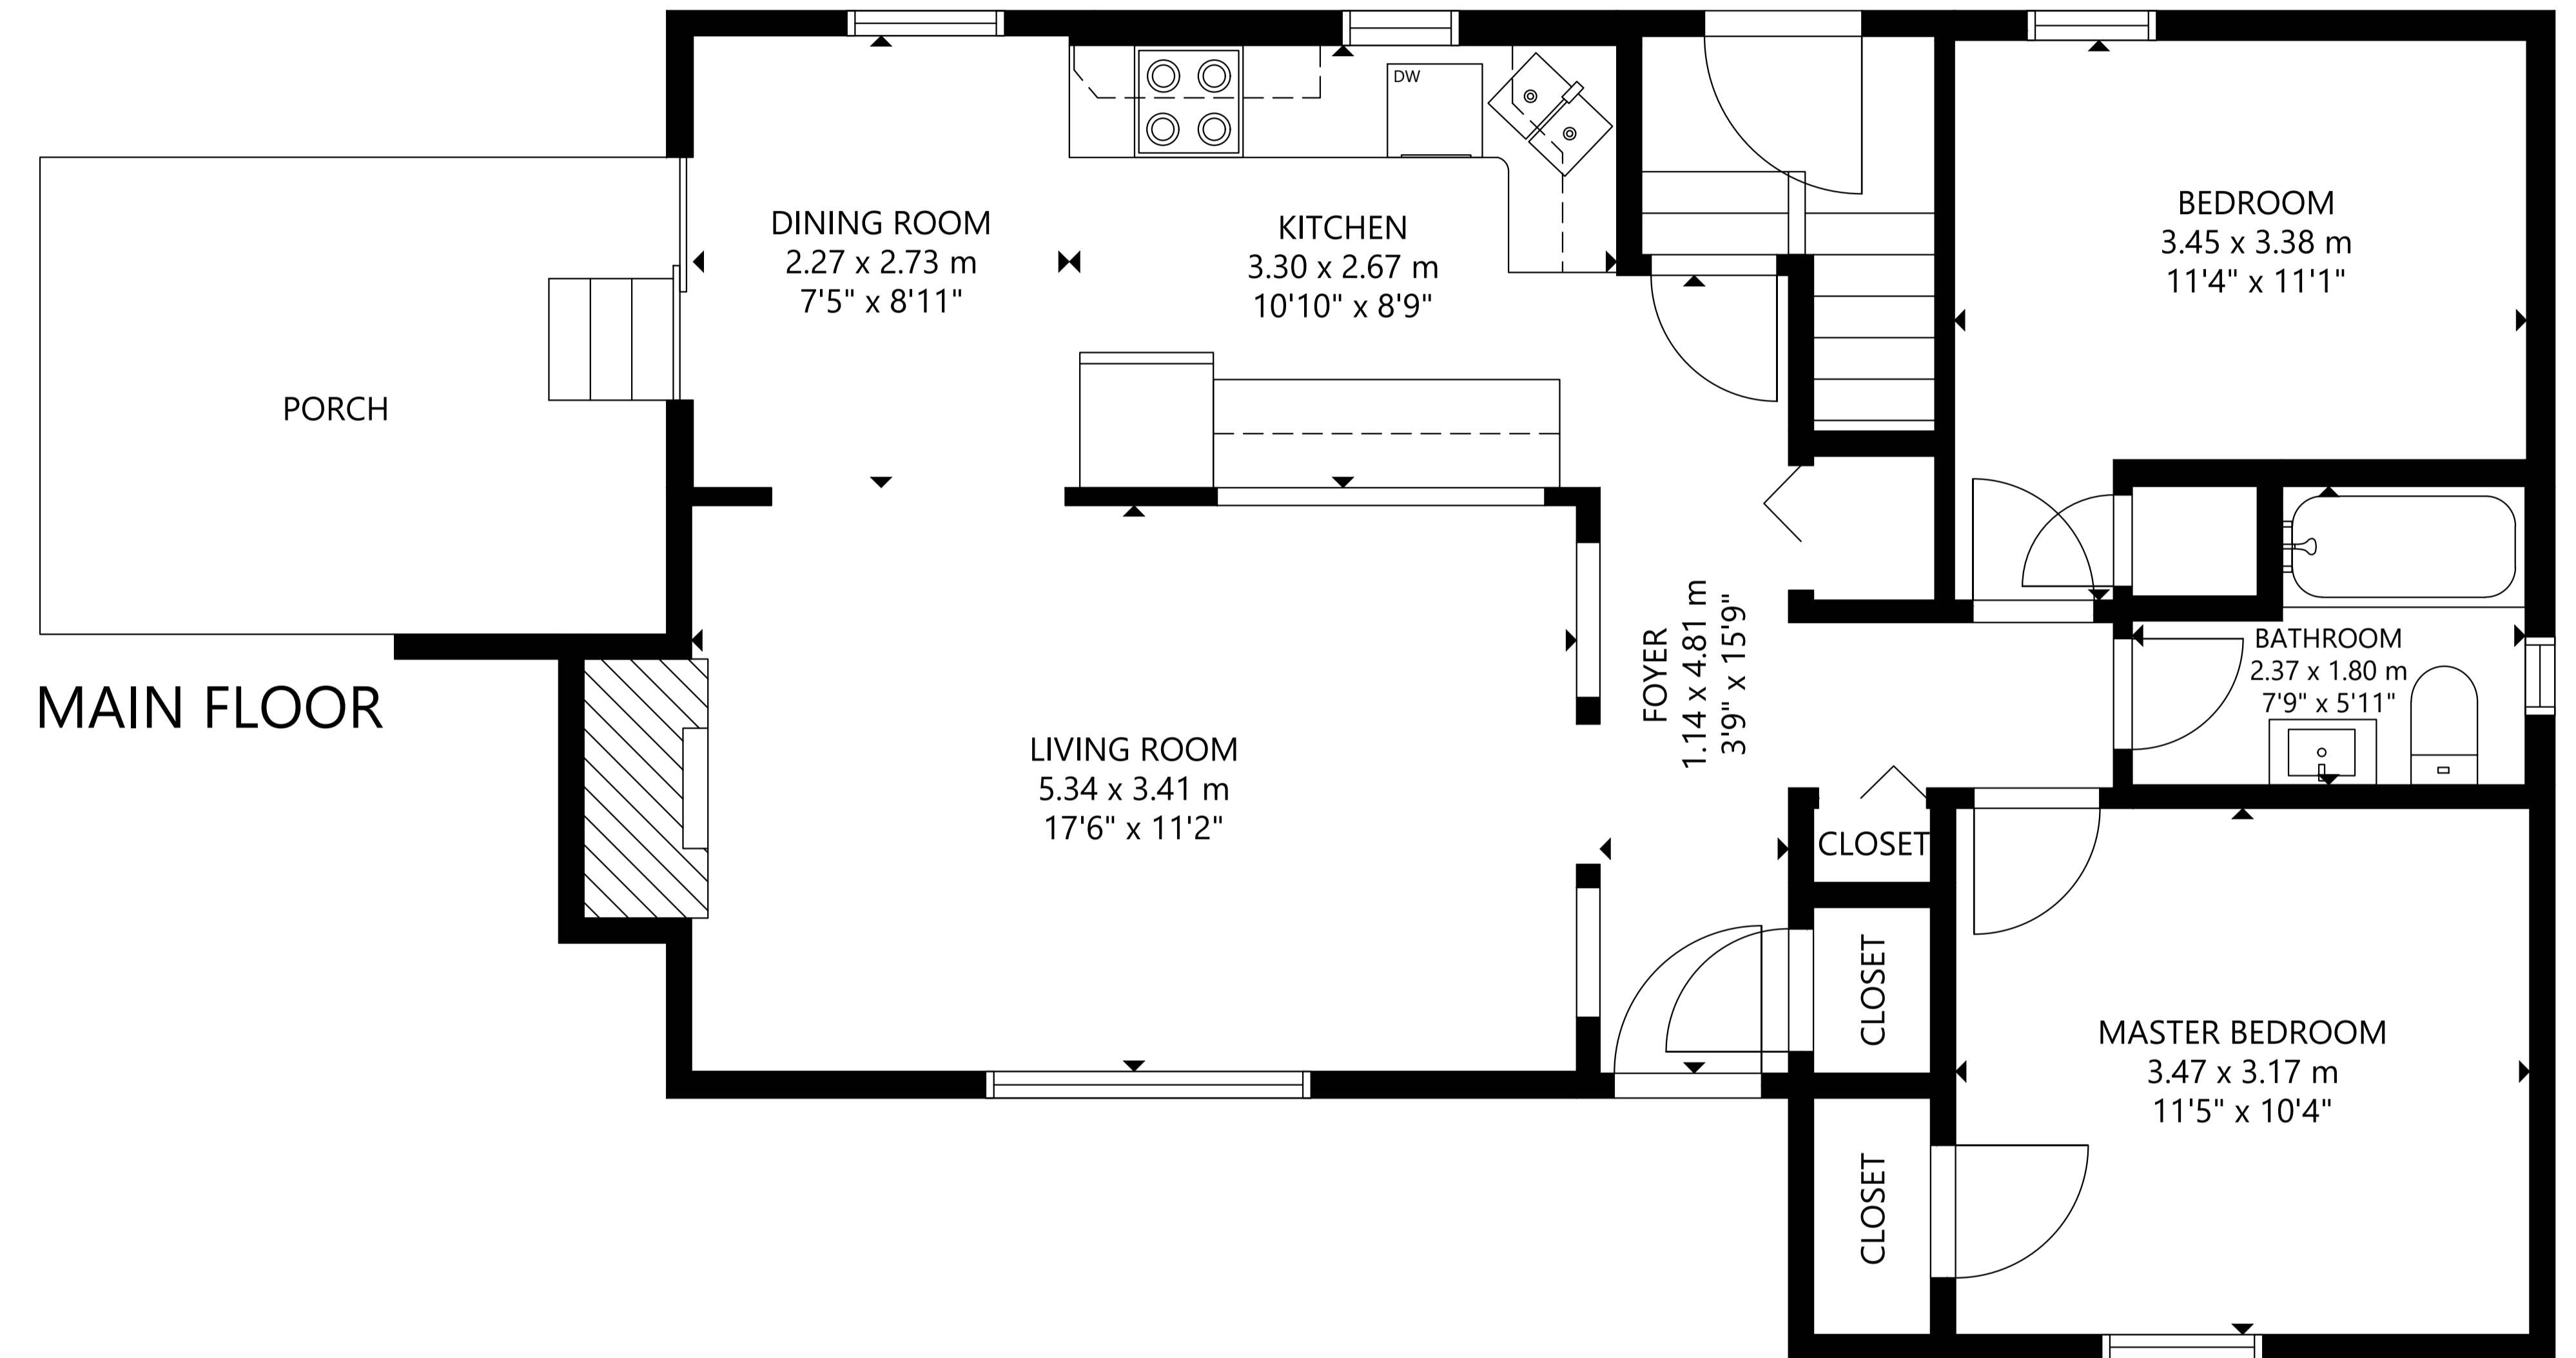 DW
DINING ROOM
2.27 x 2.73 m
7'5" x 8'11"
KITCHEN
3.30 x 2.67 m
10'10" x 8'9"
BEDROOM
3.45 x 3.38 m
11'4" x 11'1"
PORCH
MAIN FLOOR
LIVING ROOM
5.34 x 3.41 m
17'6" x 11'2"
FOYER
1.14 x 4.81 m
3'9" x 15'9"
BATHROOM
2.37 x 1.80 m
7'9" x 5'11"
CLOSET
CLOSET
MASTER BEDROOM
3.47 x 3.17 m
11'5" x 10'4"
CLOSET